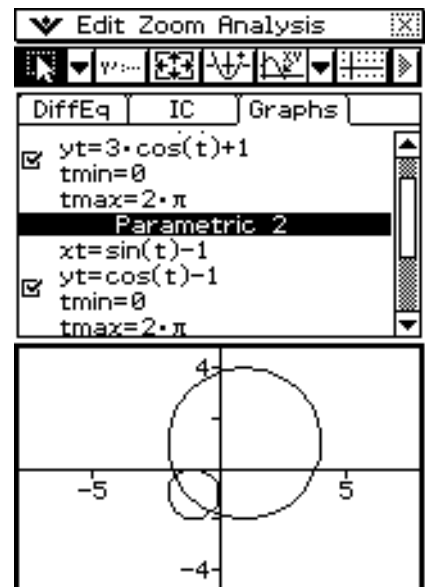 Edit Zoom Analysis
DiffEq IC Graphs
yt=3·cos(t)+1
tmin=0
tmax=2·π
Parametric 2
xt=sin(t)-1
yt=cos(t)-1
tmin=0
tmax=2·π
4
-5 5
-4